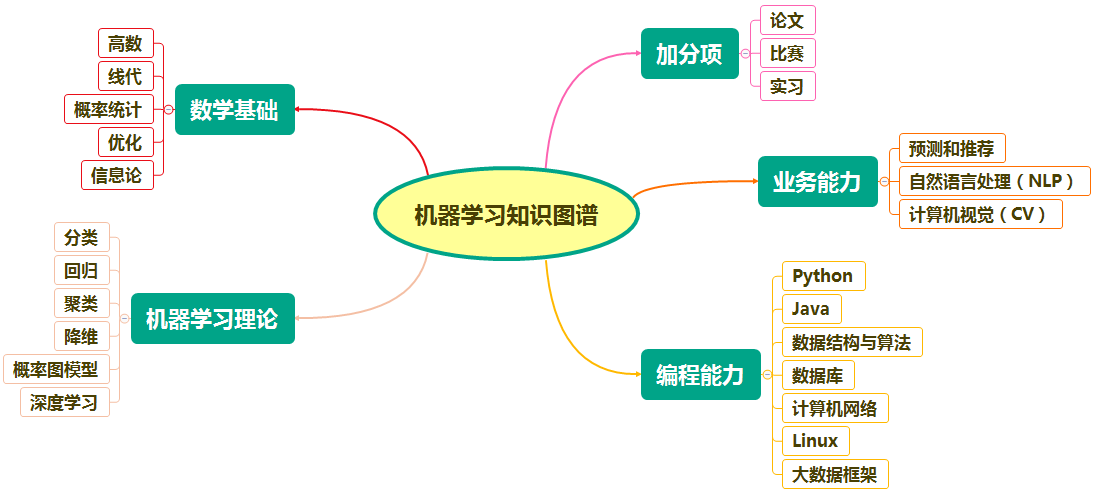 机器学习知识图谱
数学基础
高数
线代
概率统计
优化
信息论
机器学习理论
分类
回归
聚类
降维
概率图模型
深度学习
加分项
论文
比赛
实习
业务能力
预测和推荐
自然语言处理（NLP）
计算机视觉（CV）
编程能力
Python
Java
数据结构与算法
数据库
计算机网络
Linux
大数据框架